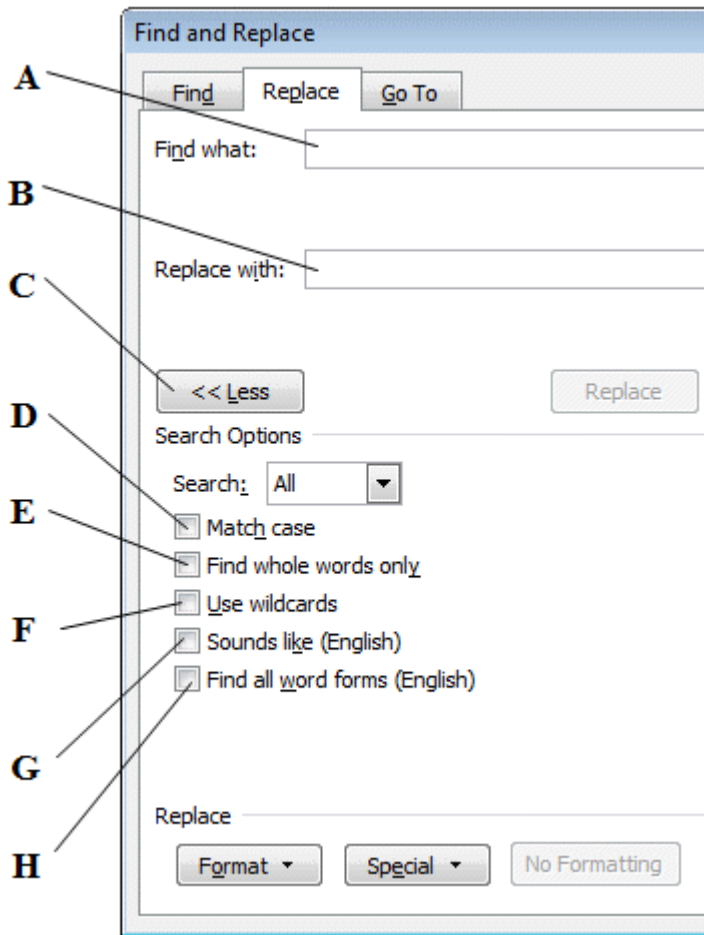 Find and Replace
A
Find Replace Go To
Find what:
B
Replace with:
C
<< Less Replace
D
Search Options
Search: All
E
Match case
Find whole words only
F
Use wildcards
Sounds like (English)
Find all word forms (English)
G
Replace
H
Format Special No Formatting